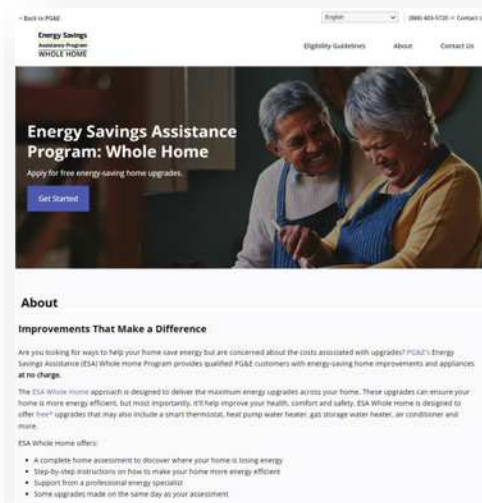 < Back to PG&E
English
(888) 403-5720
Contact
Energy Savings
Assistance Program
WHOLE HOME
Eligibility Guidelines
About
Contact Us
Energy Savings Assistance
Program: Whole Home
Apply for free energy-saving home upgrades.
Get Started
About
Improvements That Make a Difference
Are you looking for ways to help your home save energy but are concerned about the costs associated with upgrades? PG&E's Energy
Savings Assistance (ESA) Whole Home Program provides qualified PG&E customers with energy-saving home improvements and appliances
at no charge.
The ESA Whole Home approach is designed to deliver the maximum energy upgrades across your home. These upgrades can ensure your
home is more energy efficient, but most importantly, it'll help improve your health, comfort and safety. ESA Whole Home is designed to
offer free* upgrades that may also include a smart thermostat, heat pump water heater, gas storage water heater, air conditioner and
more.
ESA Whole Home offers:
• A complete home assessment to discover where your home is losing energy
• Step-by-step instructions on how to make your home more energy efficient
• Support from a professional energy specialist
• Some upgrades made on the same day as your assessment